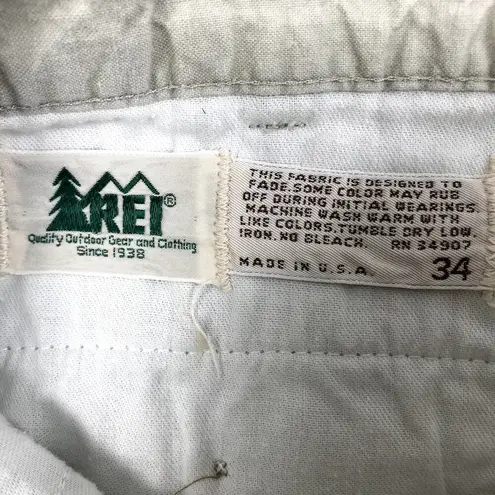 REI®
Quality Outdoor Gear and Clothing
Since 1938
THIS FABRIC IS DESIGNED TO
FADE.SOME COLOR MAY RUB
OFF DURING INITIAL WEARINGS.
MACHINE WASH WARM WITH
LIKE COLORS,TUMBLE DRY LOW,
IRON. NO BLEACH. RN 34907
MADE IN U.S.A. 34